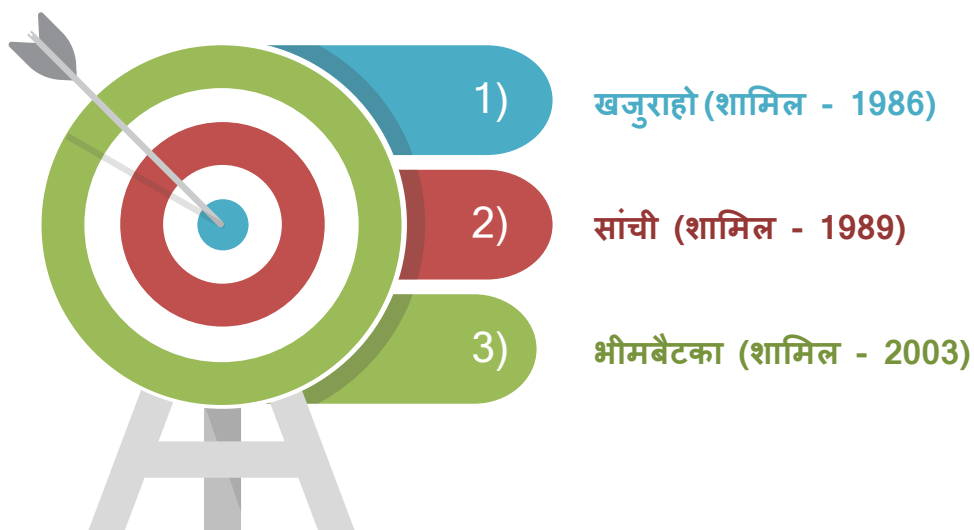 1) खजुराहो (शामिल - 1986)
2) सांची (शामिल - 1989)
3) भीमबैटका (शामिल - 2003)